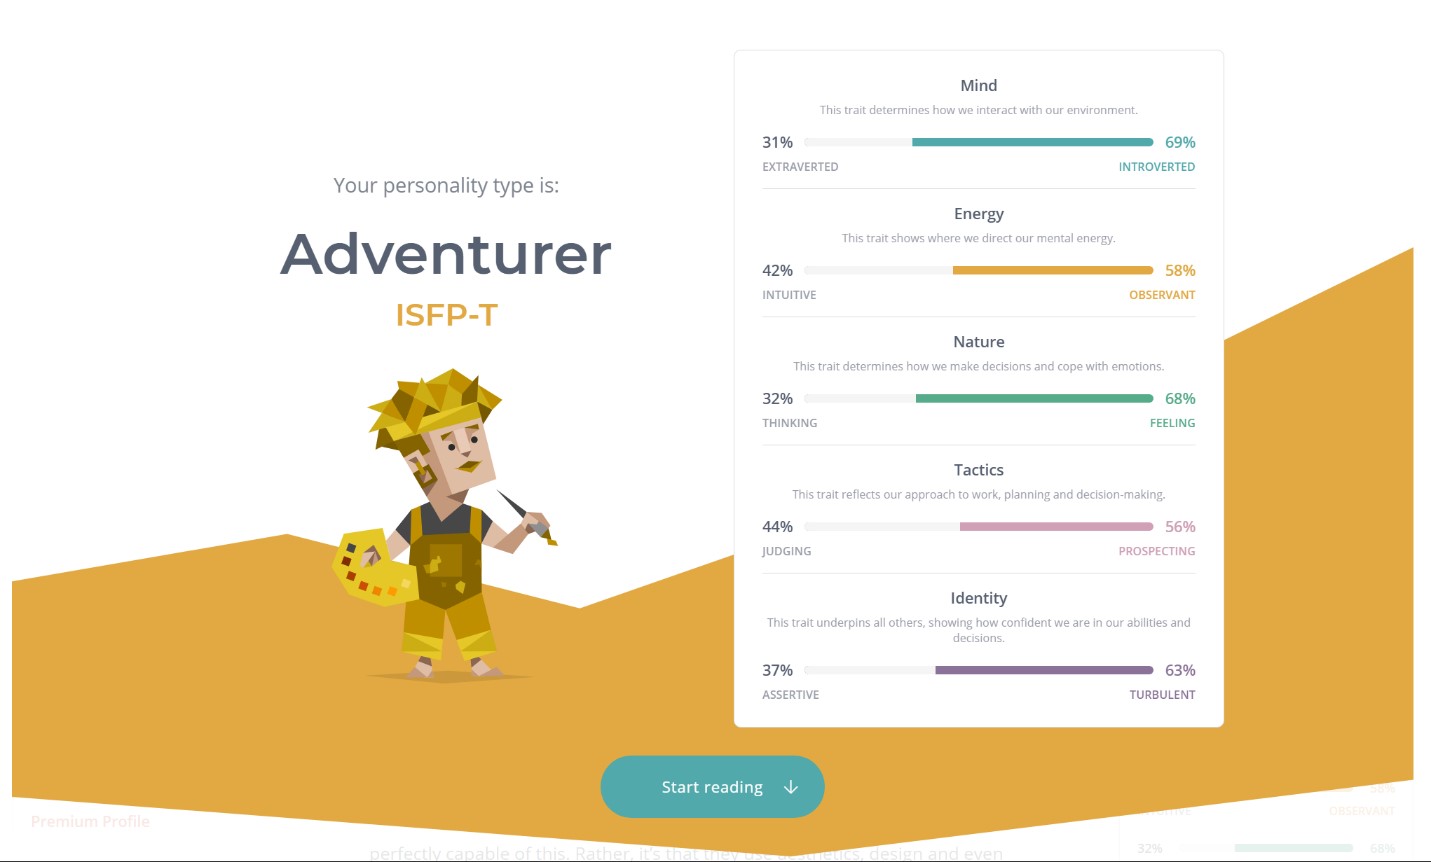 Your personality type is:
Adventurer
ISFP-T
Mind
This trait determines how we interact with our environment.
31% 69%
EXTRAVERTED INTROVERTED
Energy
This trait shows where we direct our mental energy.
42% 58%
INTUITIVE OBSERVANT
Nature
This trait determines how we make decisions and cope with emotions.
32% 68%
THINKING FEELING
Tactics
This trait reflects our approach to work, planning and decision-making.
44% 56%
JUDGING PROSPECTING
Identity
This trait underpins all others, showing how confident we are in our abilities and
decisions.
37% 63%
ASSERTIVE TURBULENT
Start reading
58%
OBSERVANT
Premium Profile
32% 68%
perfectly capable of this. Rather, it's that they use aesthetics, design and even